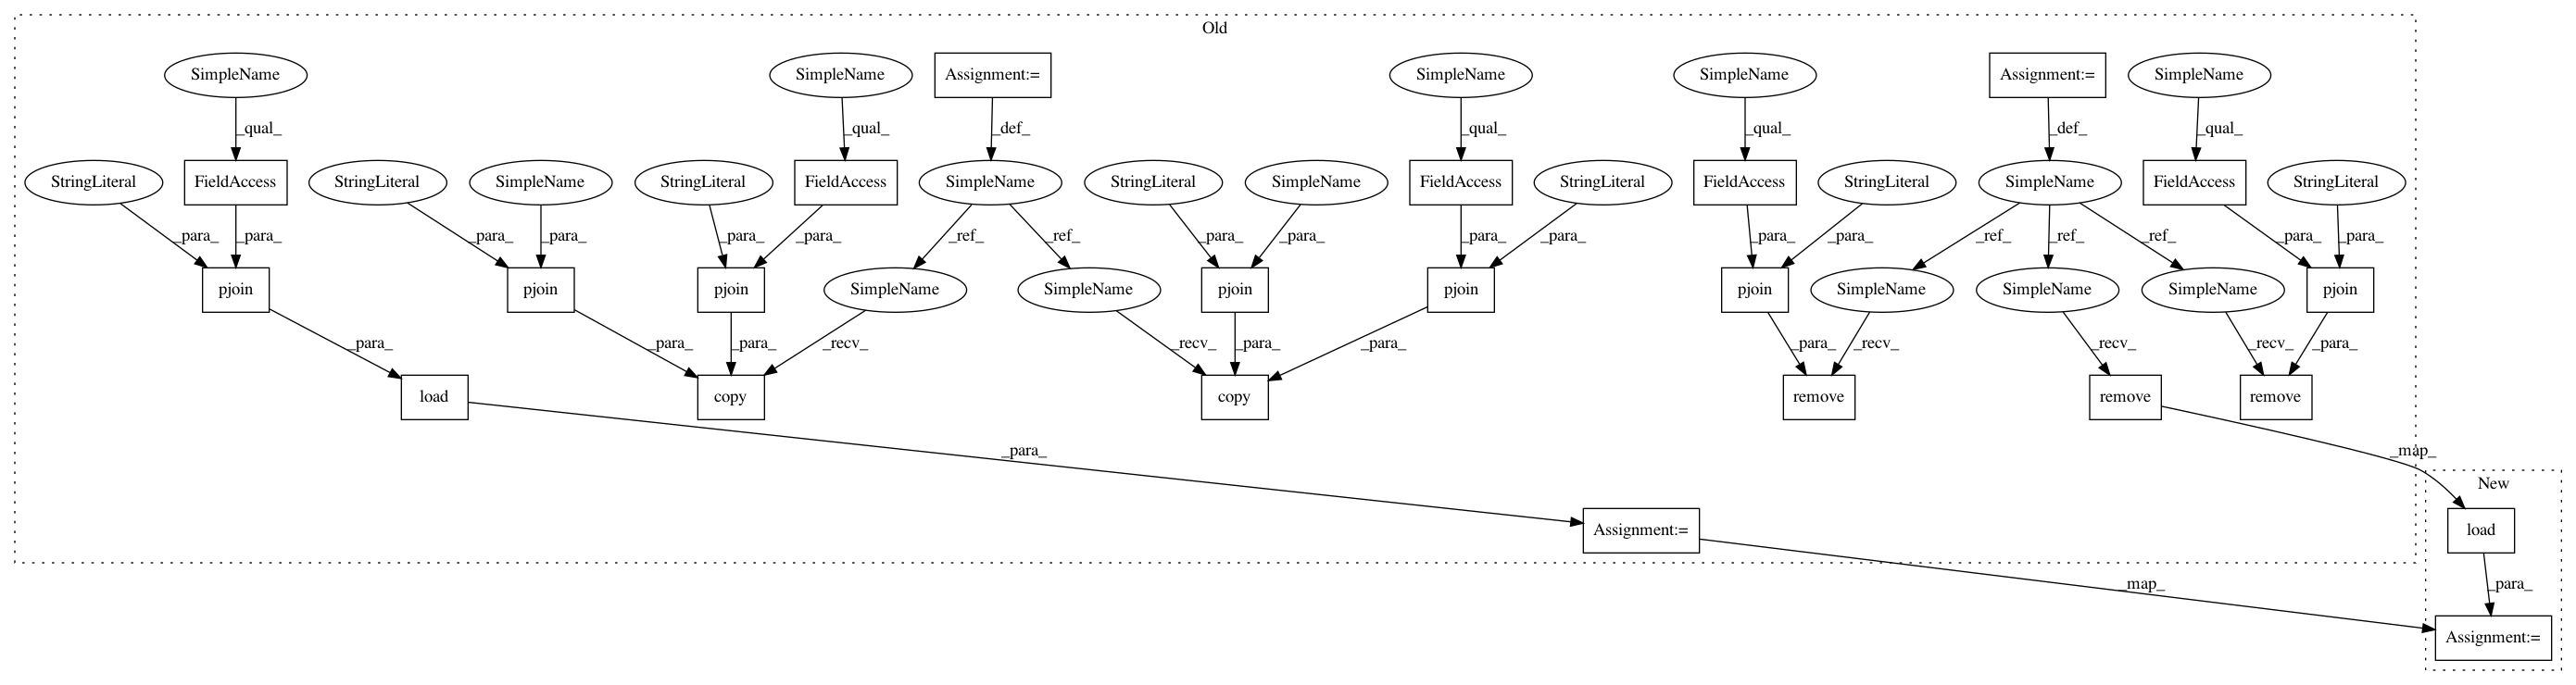 Old
SimpleName SimpleName Assignment:= SimpleName SimpleName Assignment:= SimpleName
_qual_ _qual_ _def_ _qual_ _qual_ _def_ _qual_
StringLiteral FieldAccess StringLiteral SimpleName StringLiteral FieldAccess SimpleName StringLiteral SimpleName FieldAccess StringLiteral FieldAccess StringLiteral SimpleName FieldAccess StringLiteral
_para_ _para_ _para_ _para_ _para_ _para_ _ref_ _ref_ _para_ _para_ _para_ _para_ _para_ _para_ _ref_ _ref_ _ref_ _para_ _para_
pjoin pjoin pjoin SimpleName SimpleName pjoin pjoin pjoin SimpleName SimpleName SimpleName pjoin
_para_ _para_ _para_ _recv_ _recv_ _para_ _para_ _para_ _recv_ _recv_ _recv_ _para_
load copy copy remove remove remove
_para_ _map_
New
Assignment:= load
_map_ _para_
Assignment:=